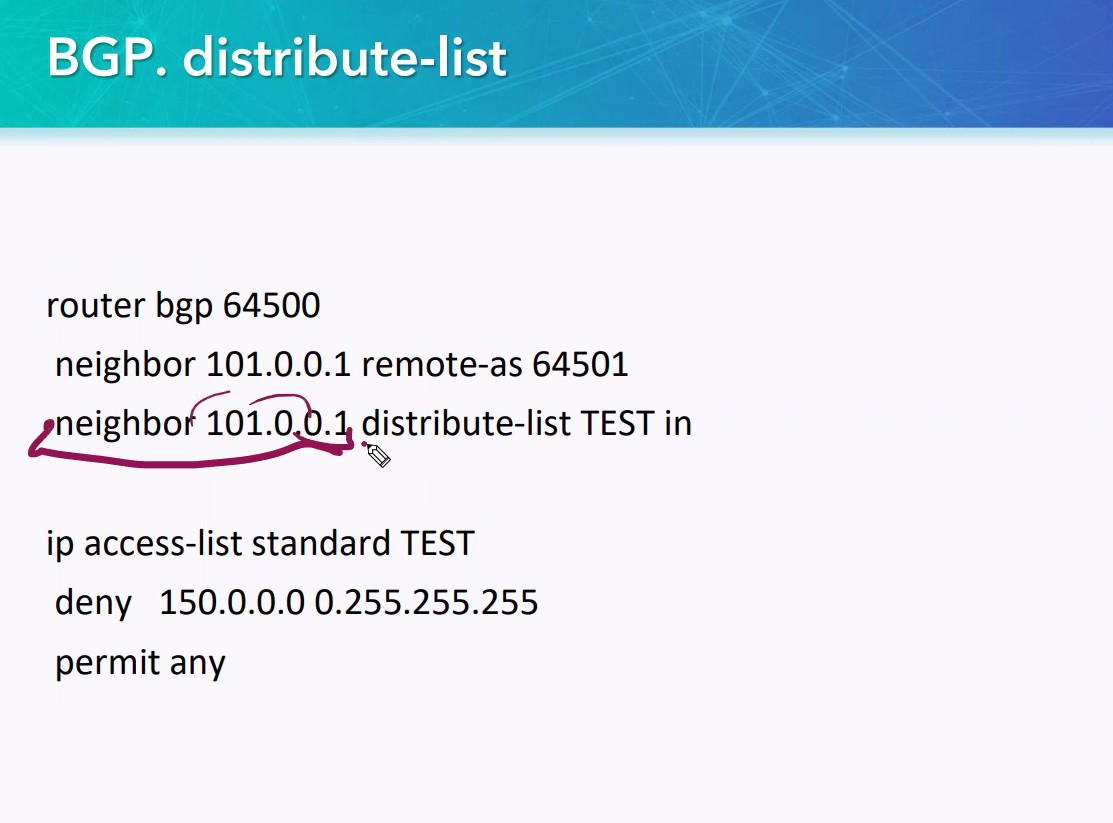 BGP. distribute-list
router bgp 64500
neighbor 101.0.0.1 remote-as 64501
neighbor 101.0.0.1 distribute-list TEST in
ip access-list standard TEST
deny 150.0.0.0 0.255.255.255
permit any